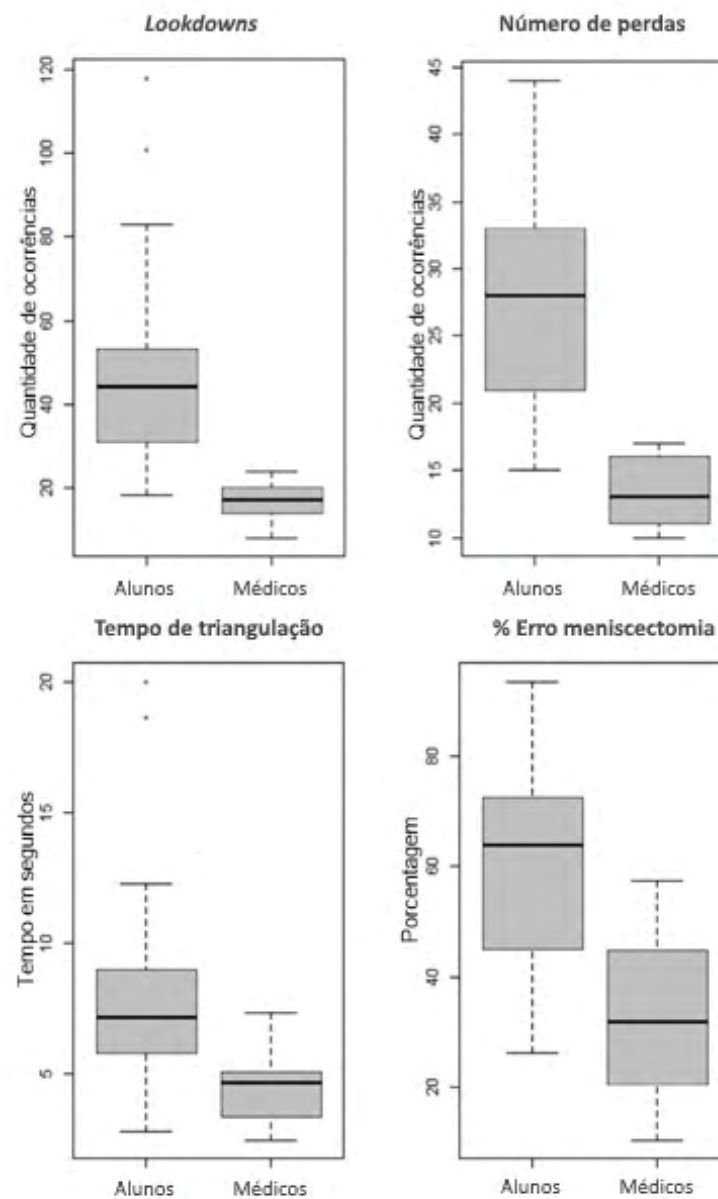 Lookdowns
Quantidade de ocorrências
120
100
80
60
40
20
Alunos
Médicos
Número de perdas
Quantidade de ocorrências
45
40
35
30
25
20
15
10
Alunos
Médicos
Tempo de triangulação
Tempo em segundos
20
15
10
5
Alunos
Médicos
% Erro meniscectomia
Porcentagem
80
60
40
20
Alunos
Médicos